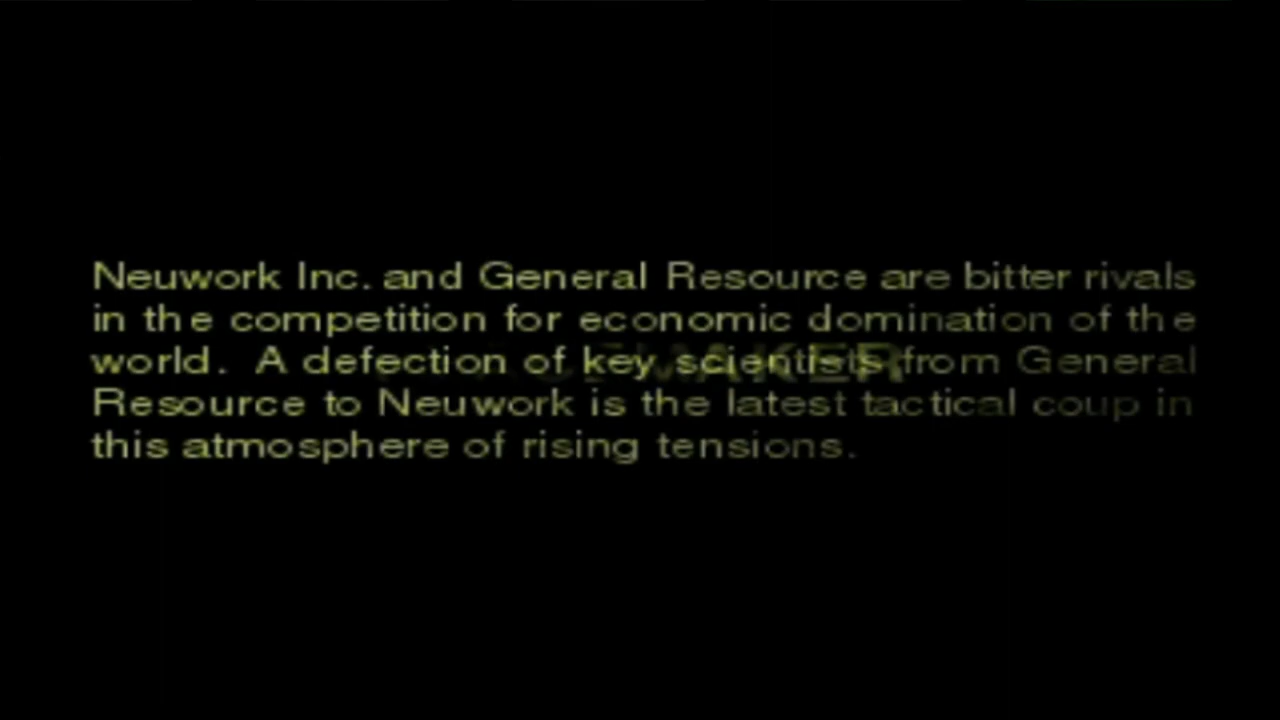 Neuwork Inc. and General Resource are bitter rivals
in the competition for economic domination of the
world. A defection of key scientists from General
Resource to Neuwork is the latest tactical coup in
this atmosphere of rising tensions.